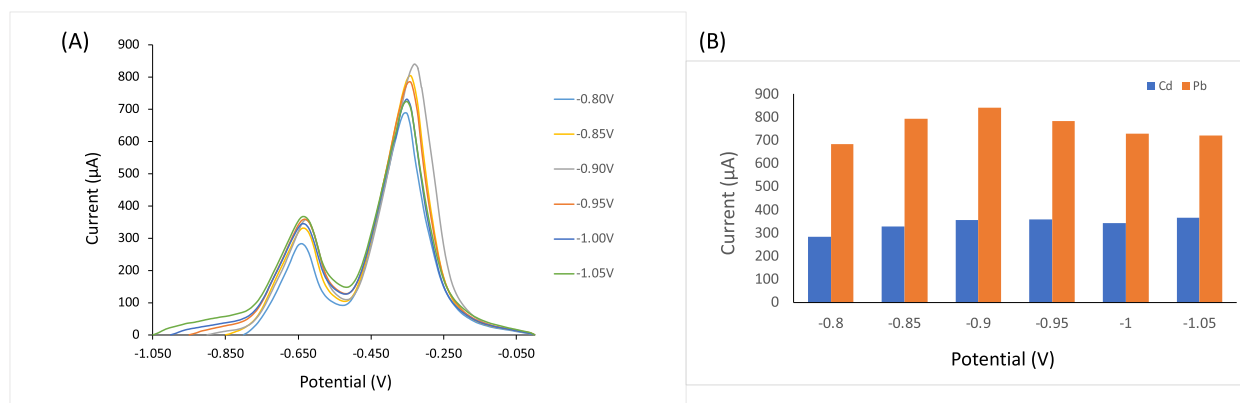 (A)
900
800
700
600
500
400
300
200
100
0
Current (µA)
-1.050 -0.850 -0.650 -0.450 -0.250 -0.050
Potential (V)
-0.80V
-0.85V
-0.90V
-0.95V
-1.00V
-1.05V
(B)
Cd Pb
900
800
700
600
500
400
300
200
100
0
Current (µA)
-0.8 -0.85 -0.9 -0.95 -1 -1.05
Potential (V)